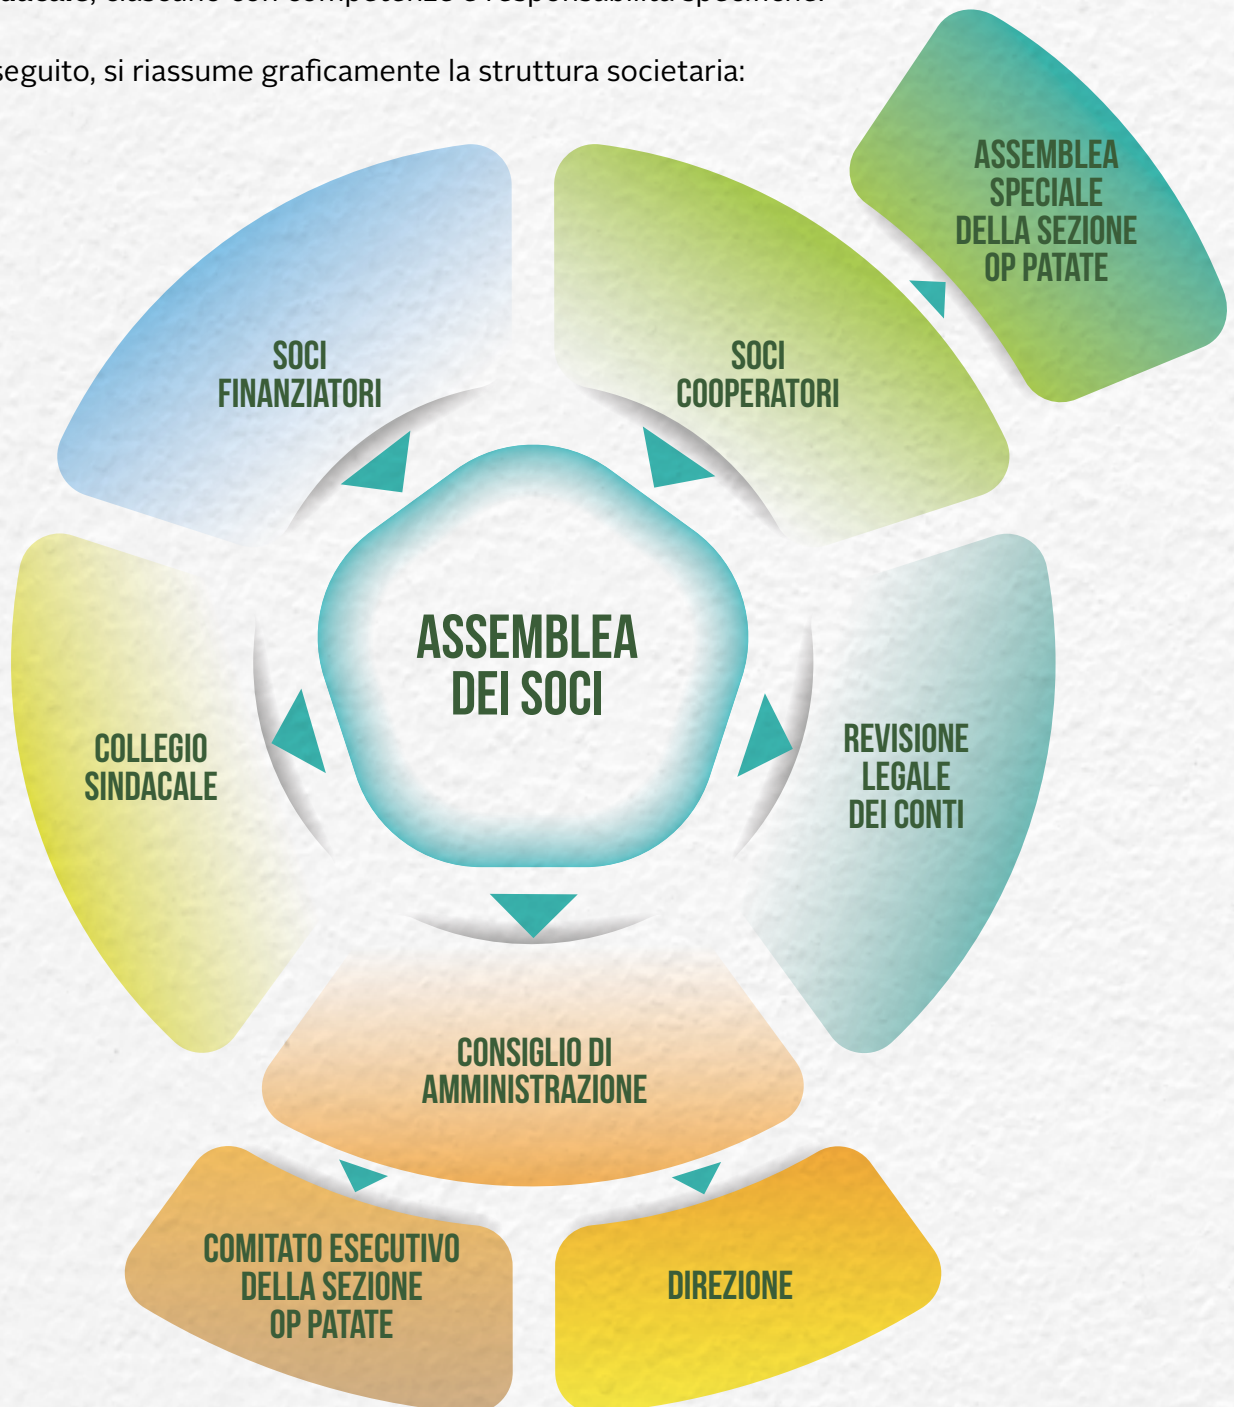 seguito, si riassume graficamente la struttura societaria:
ASSEMBLEA
SPECIALE
DELLA SEZIONE
OP PATATE
SOCI
FINANZIATORI
SOCI
COOPERATORI
ASSEMBLEA
DEI SOCI
COLLEGIO
SINDACALE
REVISIONE
LEGALE
DEI CONTI
CONSIGLIO DI
AMMINISTRAZIONE
COMITATO ESECUTIVO
DELLA SEZIONE
OP PATATE
DIREZIONE